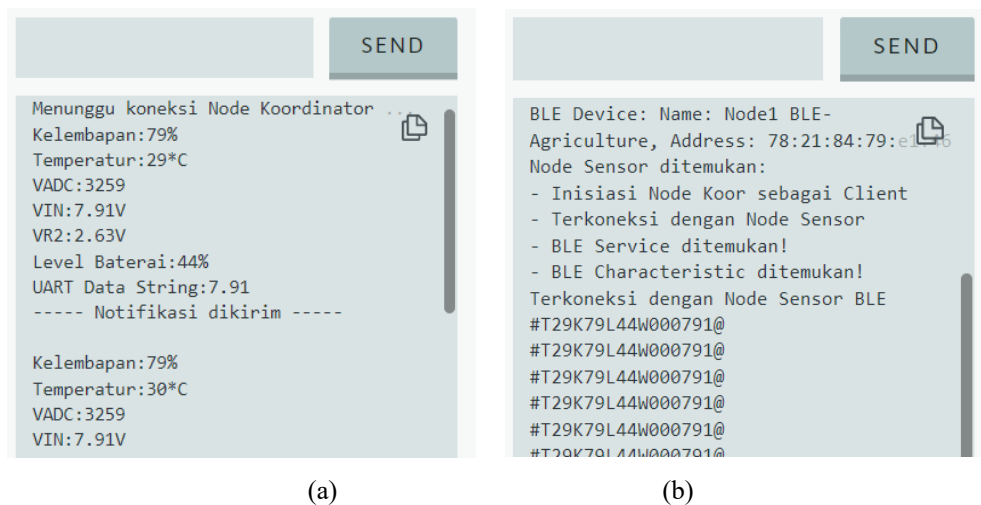 SEND
Menunggu koneksi Node Koordinator ...
Kelembapan:79%
Temperatur:29*C
VADC:3259
VIN:7.91V
VR2:2.63V
Level Baterai:44%
UART Data String:7.91
----- Notifikasi dikirim -----
Kelembapan:79%
Temperatur:30*C
VADC:3259
VIN:7.91V
(a)
SEND
BLE Device: Name: Node1 BLE-
Agriculture, Address: 78:21:84:79:
Node Sensor ditemukan:
- Inisiasi Node Koor sebagai Client
- Terkoneksi dengan Node Sensor
- BLE Service ditemukan!
- BLE Characteristic ditemukan!
Terkoneksi dengan Node Sensor BLE
#T29K79L44W000791@
#T29K79L44W000791@
#T29K79L44W000791@
#T29K79L44W000791@
#T29K79L44W000791@
#T29K79L44W000791@
(b)